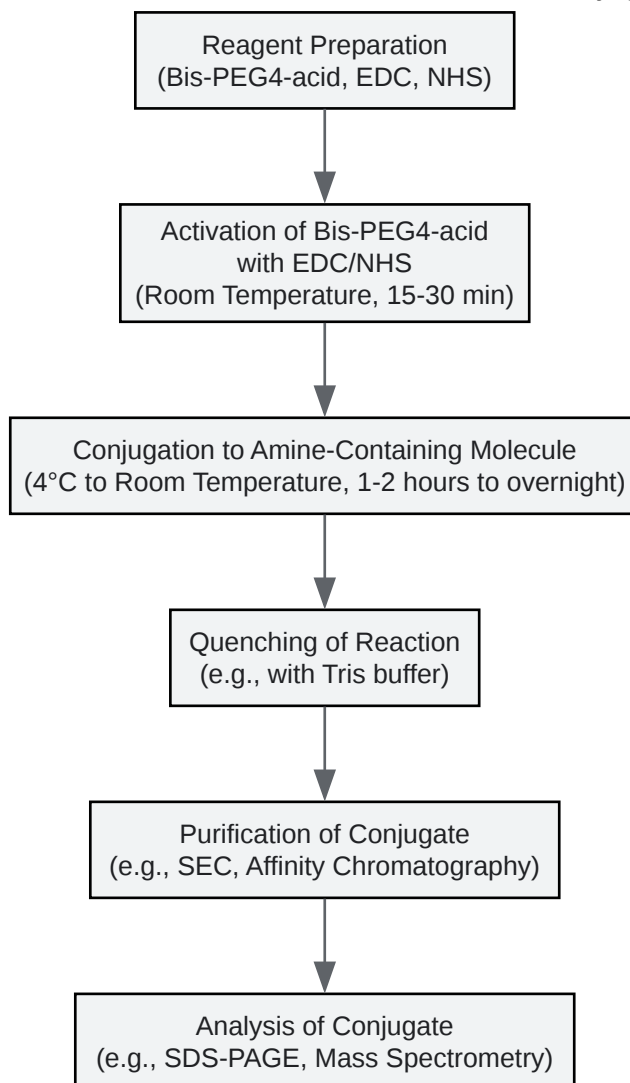 Reagent Preparation
(Bis-PEG4-acid, EDC, NHS)
Activation of Bis-PEG4-acid
with EDC/NHS
(Room Temperature, 15-30 min)
Conjugation to Amine-Containing Molecule
(4°C to Room Temperature, 1-2 hours to overnight)
Quenching of Reaction
(e.g., with Tris buffer)
Purification of Conjugate
(e.g., SEC, Affinity Chromatography)
Analysis of Conjugate
(e.g., SDS-PAGE, Mass Spectrometry)